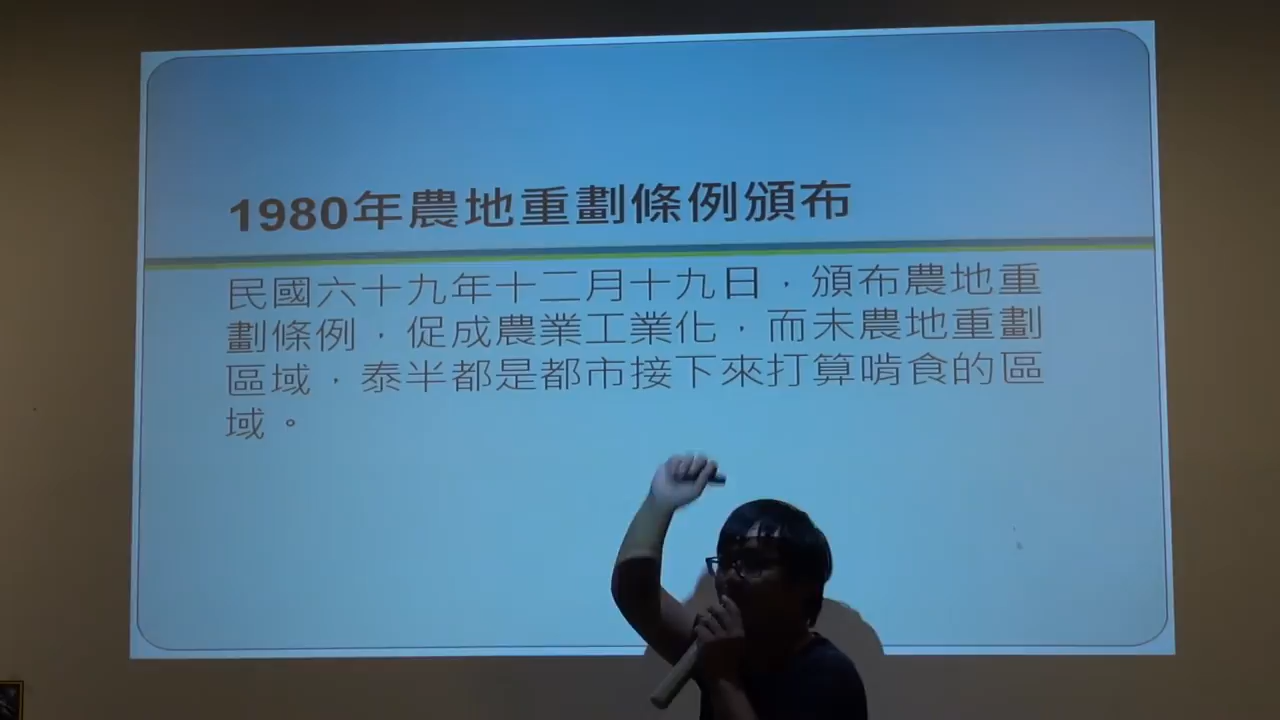 1980年農地重劃條例頒布
民國六十九年十二月十九日，頒布農地重
劃條例，促成農業工業化，而未農地重劃
區域，泰半都是都市接下來打算啃食的區
域。